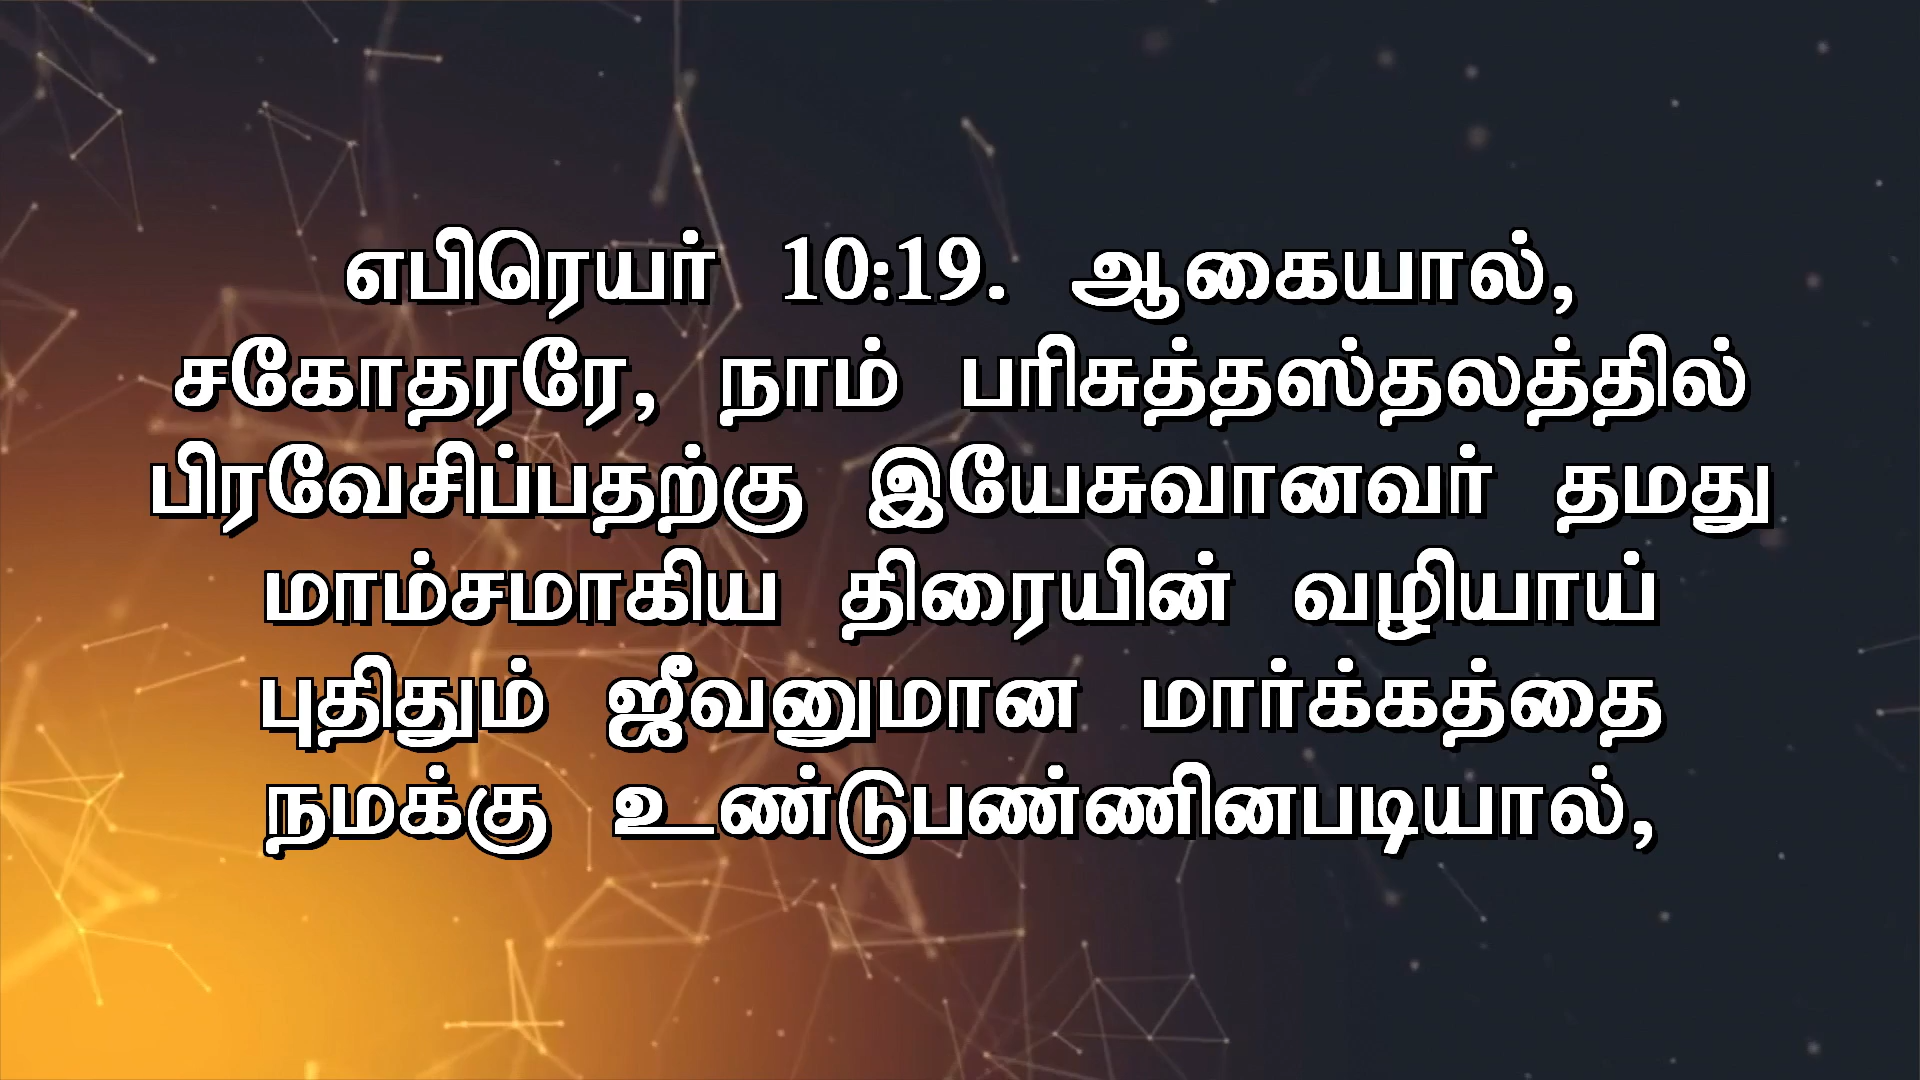 எபிரெயர் 10:19. ஆகையால்,
சகோதரரே, நாம் பரிசுத்தஸ்தலத்தில்
பிரவேசிப்பதற்கு இயேசுவானவர் தமது
மாம்சமாகிய திரையின் வழியாய்
புதிதும் ஜீவனுமான மார்க்கத்தை
நமக்கு உண்டுபண்ணினபடியால்,